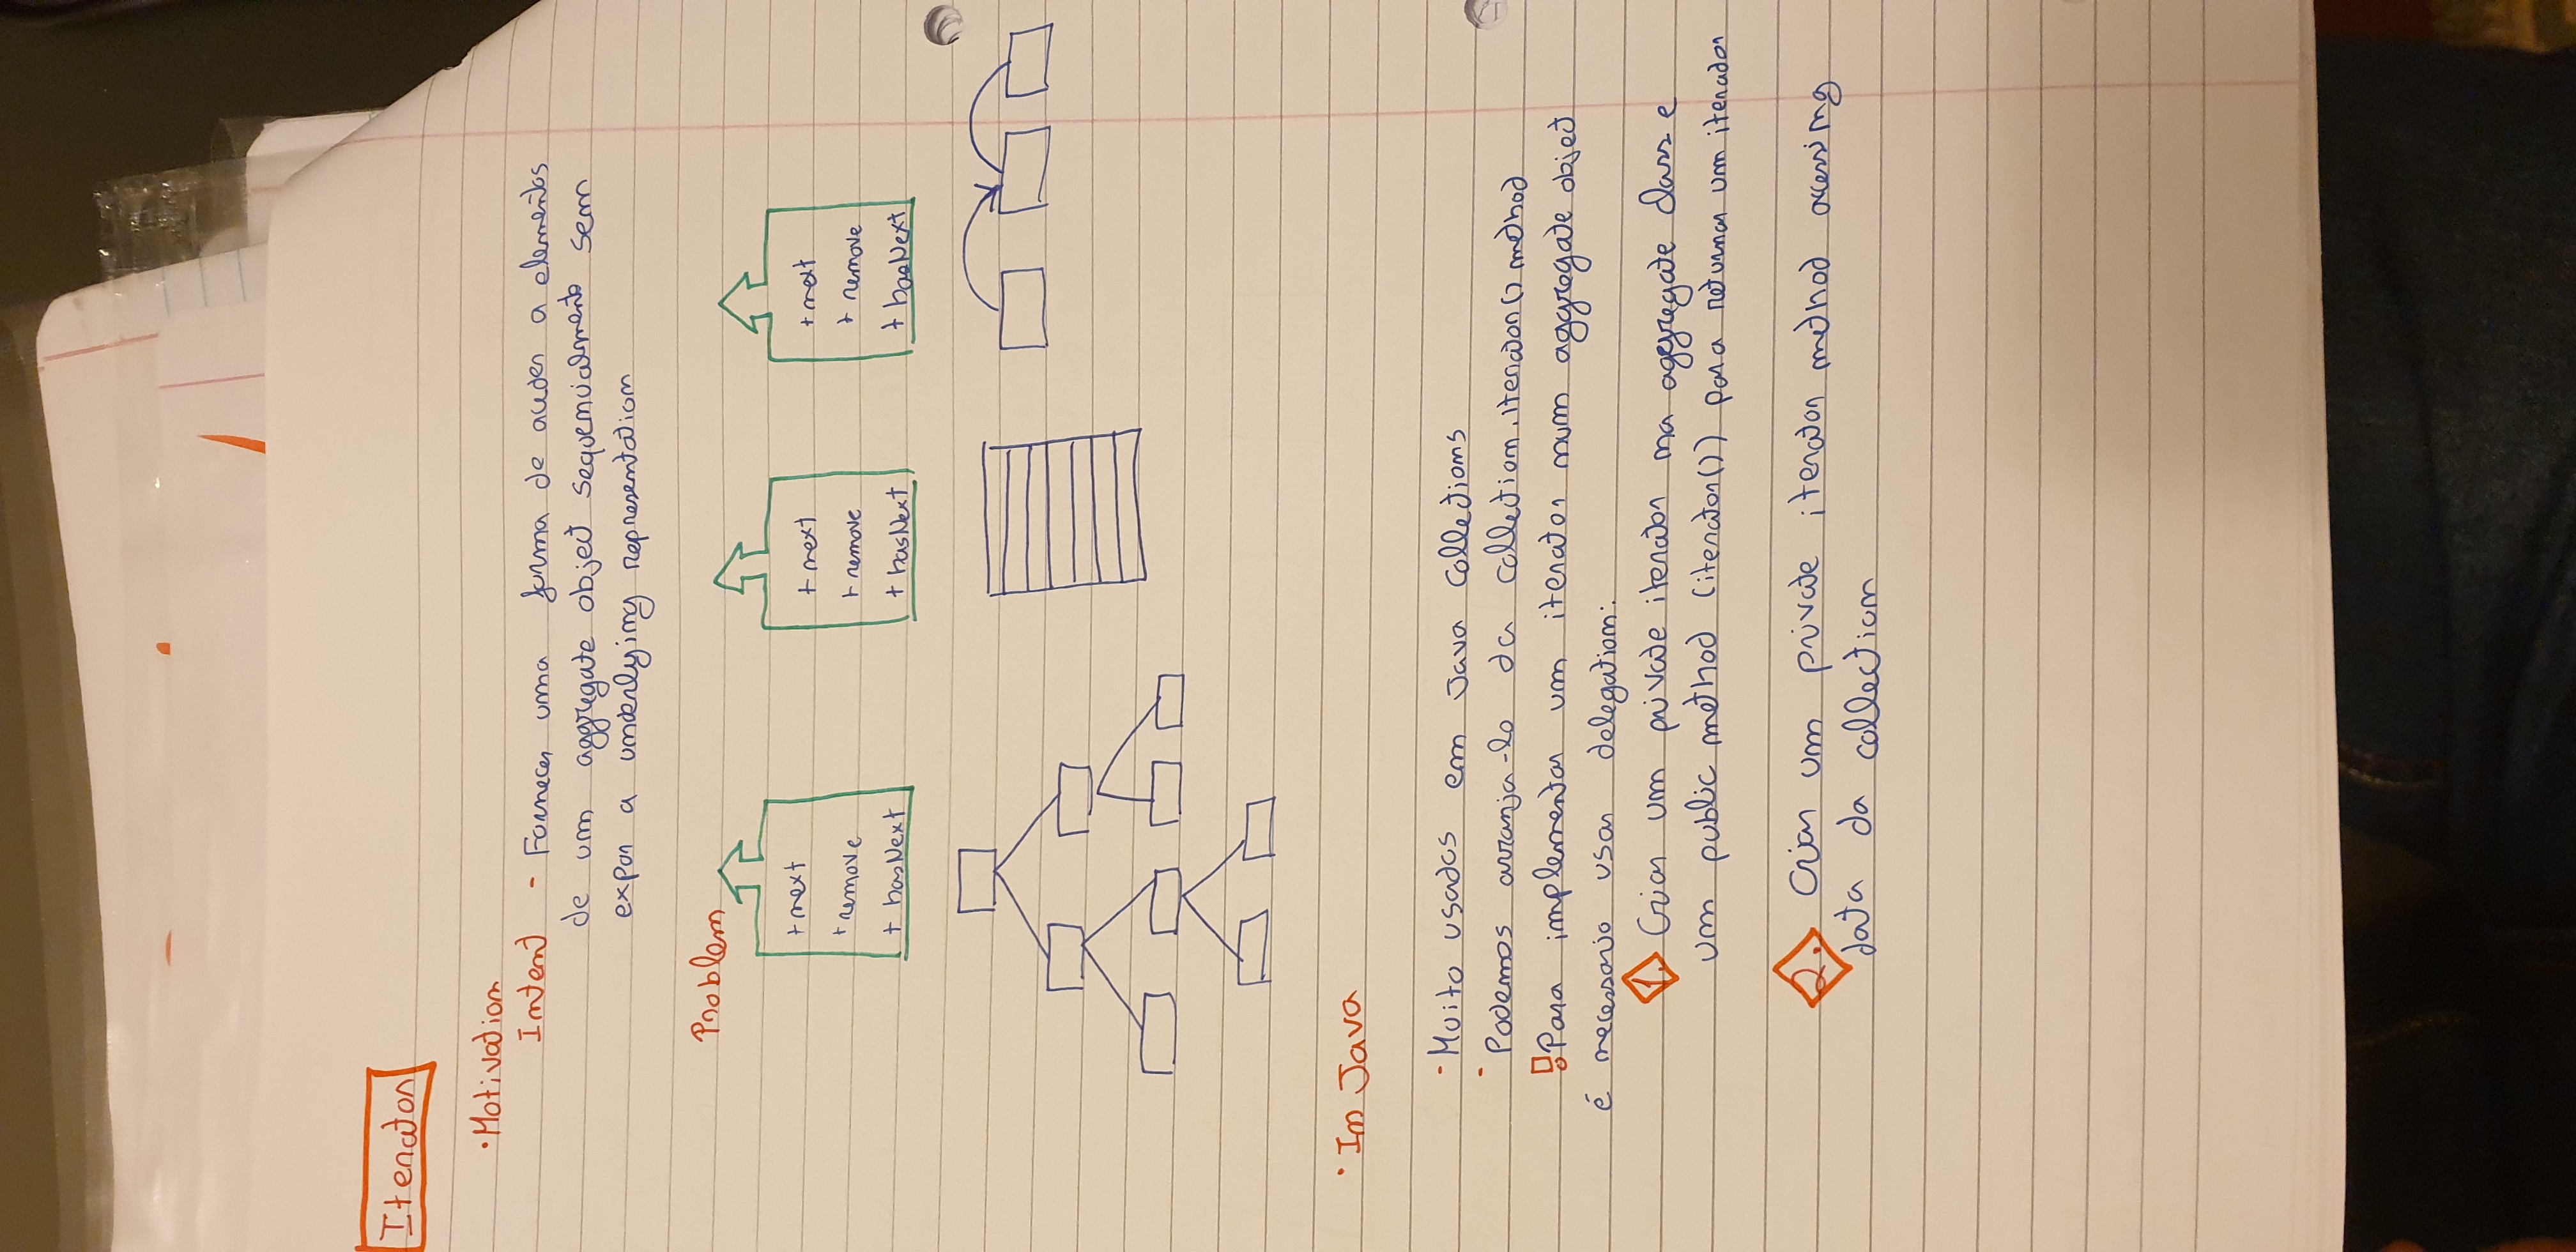 Iterator
• Motivation
Intent - Fornecer uma forma de aceder a elementos
de um aggregate object sequencialmente sem
expor a underlying representation
Problem
+ next
+ remove
+ hasNext
+ next
+ remove
+ hasNext
+ next
+ remove
+ hasNext
• In Java
- Muito usados em Java Collections
- Podemos arranja-lo da collection.iterator() method
! Para implementar um iterator num aggregate object
é necessario usar delegation:
1. Criar um private iterator na aggregate class e
um public method (iterator()) para retornar um iterador
2. Criar um private iterator method acessing
data da collection